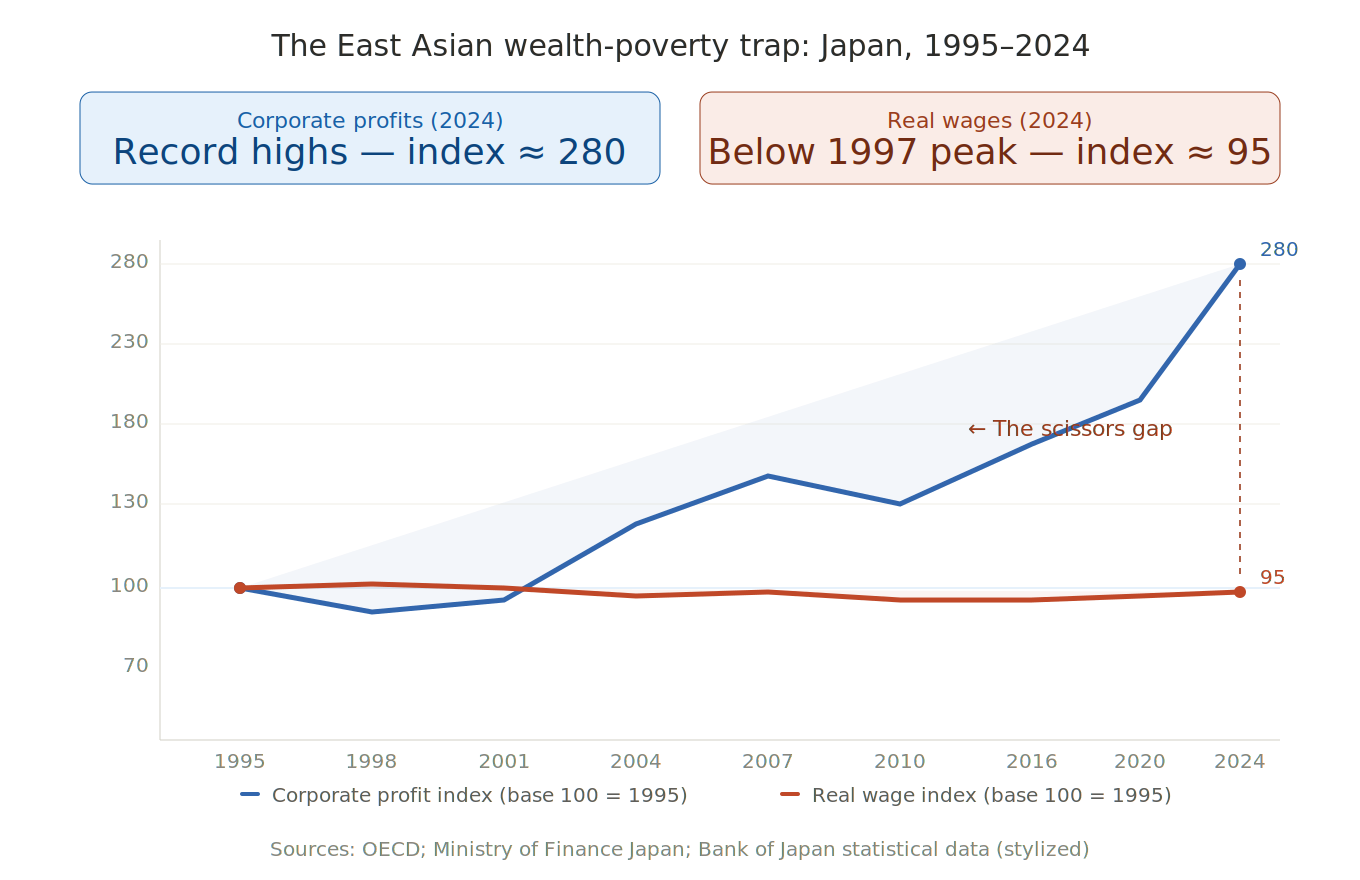 The East Asian wealth-poverty trap: Japan, 1995–2024
Corporate profits (2024)
Record highs — index ≈ 280
Real wages (2024)
Below 1997 peak — index ≈ 95
280
230
180
130
100
70
280
← The scissors gap
95
1995 1998 2001 2004 2007 2010 2016 2020 2024
Corporate profit index (base 100 = 1995) Real wage index (base 100 = 1995)
Sources: OECD; Ministry of Finance Japan; Bank of Japan statistical data (stylized)